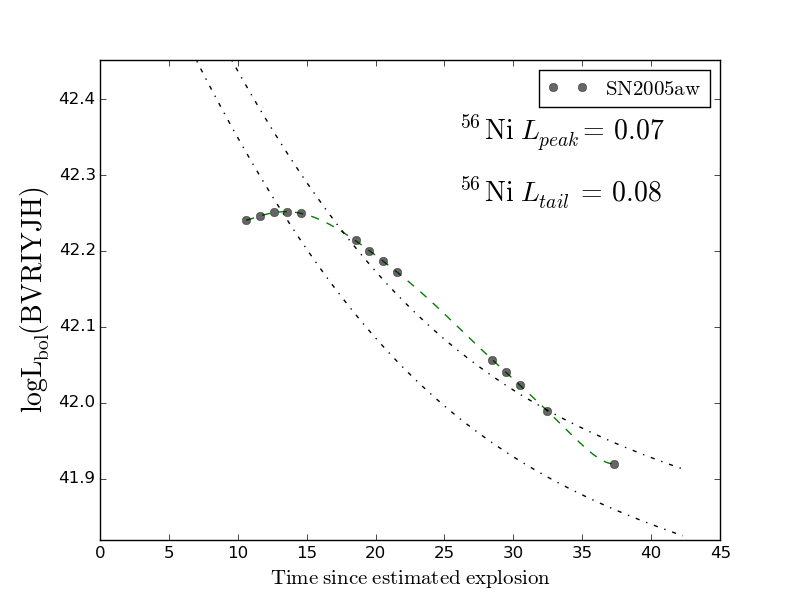 SN2005aw
⁵⁶Ni L_peak = 0.07
⁵⁶Ni L_tail = 0.08
logL_bol(BVRIYJH)
42.4
42.3
42.2
42.1
42.0
41.9
0 5 10 15 20 25 30 35 40 45
Time since estimated explosion